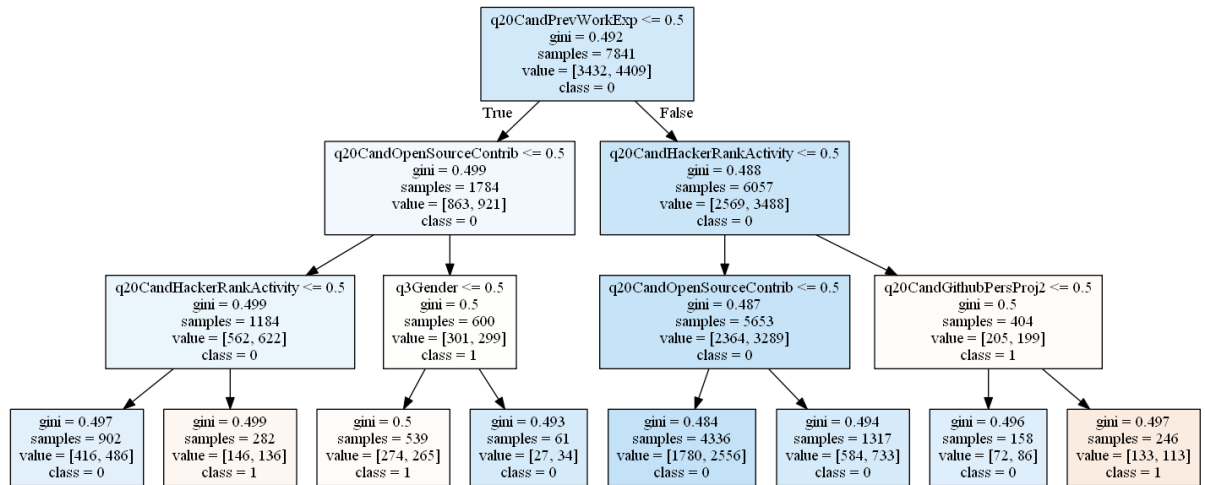 q20CandPrevWorkExp <= 0.5
gini = 0.492
samples = 7841
value = [3432, 4409]
class = 0
True
False
q20CandOpenSourceContrib <= 0.5
gini = 0.499
samples = 1784
value = [863, 921]
class = 0
q20CandHackerRankActivity <= 0.5
gini = 0.488
samples = 6057
value = [2569, 3488]
class = 0
q20CandHackerRankActivity <= 0.5
gini = 0.499
samples = 1184
value = [562, 622]
class = 0
q3Gender <= 0.5
gini = 0.5
samples = 600
value = [301, 299]
class = 1
q20CandOpenSourceContrib <= 0.5
gini = 0.487
samples = 5653
value = [2364, 3289]
class = 0
q20CandGithubPersProj2 <= 0.5
gini = 0.5
samples = 404
value = [205, 199]
class = 1
gini = 0.497
samples = 902
value = [416, 486]
class = 0
gini = 0.499
samples = 282
value = [146, 136]
class = 1
gini = 0.5
samples = 539
value = [274, 265]
class = 1
gini = 0.493
samples = 61
value = [27, 34]
class = 0
gini = 0.484
samples = 4336
value = [1780, 2556]
class = 0
gini = 0.494
samples = 1317
value = [584, 733]
class = 0
gini = 0.496
samples = 158
value = [72, 86]
class = 0
gini = 0.497
samples = 246
value = [133, 113]
class = 1